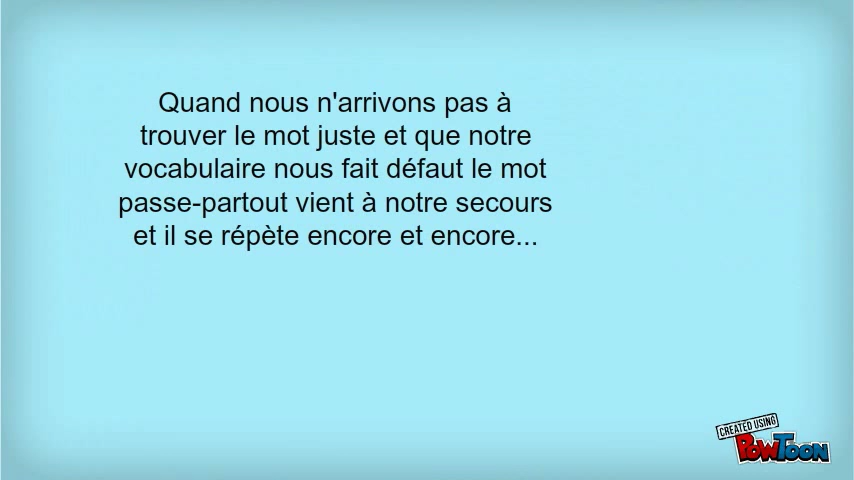 Quand nous n'arrivons pas à
trouver le mot juste et que notre
vocabulaire nous fait défaut le mot
passe-partout vient à notre secours
et il se répète encore et encore...
CREATED USING
POWTOON